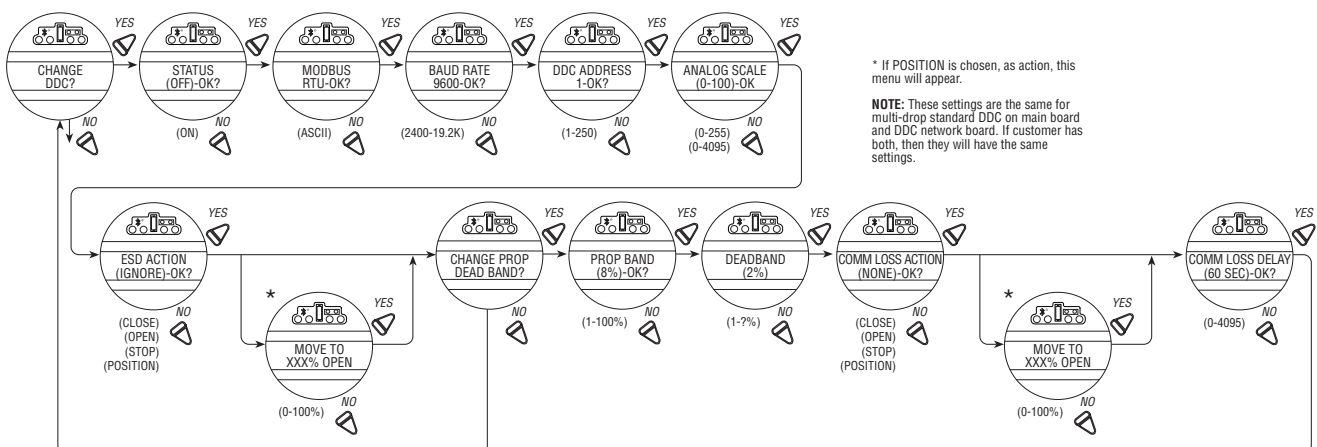 YES
YES
YES
YES
YES
YES
CHANGE
DDC?
STATUS
(OFF)-OK?
MODBUS
RTU-OK?
BAUD RATE
9600-OK?
DDC ADDRESS
1-OK?
ANALOG SCALE
(0-100)-OK
NO
NO
NO
NO
NO
NO
(ON)
(ASCII)
(2400-19.2K)
(1-250)
(0-255)
(0-4095)
* If POSITION is chosen, as action, this
menu will appear.
NOTE: These settings are the same for
multi-drop standard DDC on main board
and DDC network board. If customer has
both, then they will have the same
settings.
YES
YES
YES
YES
YES
YES
ESD ACTION
(IGNORE)-OK?
CHANGE PROP
DEAD BAND?
PROP BAND
(8%)-OK?
DEADBAND
(2%)
COMM LOSS ACTION
(NONE)-OK?
COMM LOSS DELAY
(60 SEC)-OK?
NO
NO
NO
NO
NO
NO
(CLOSE)
(OPEN)
(STOP)
(POSITION)
*
YES
MOVE TO
XXX% OPEN
NO
(0-100%)
(1-100%)
(1-?%)
(CLOSE)
(OPEN)
(STOP)
(POSITION)
*
YES
MOVE TO
XXX% OPEN
NO
(0-100%)
(0-4095)